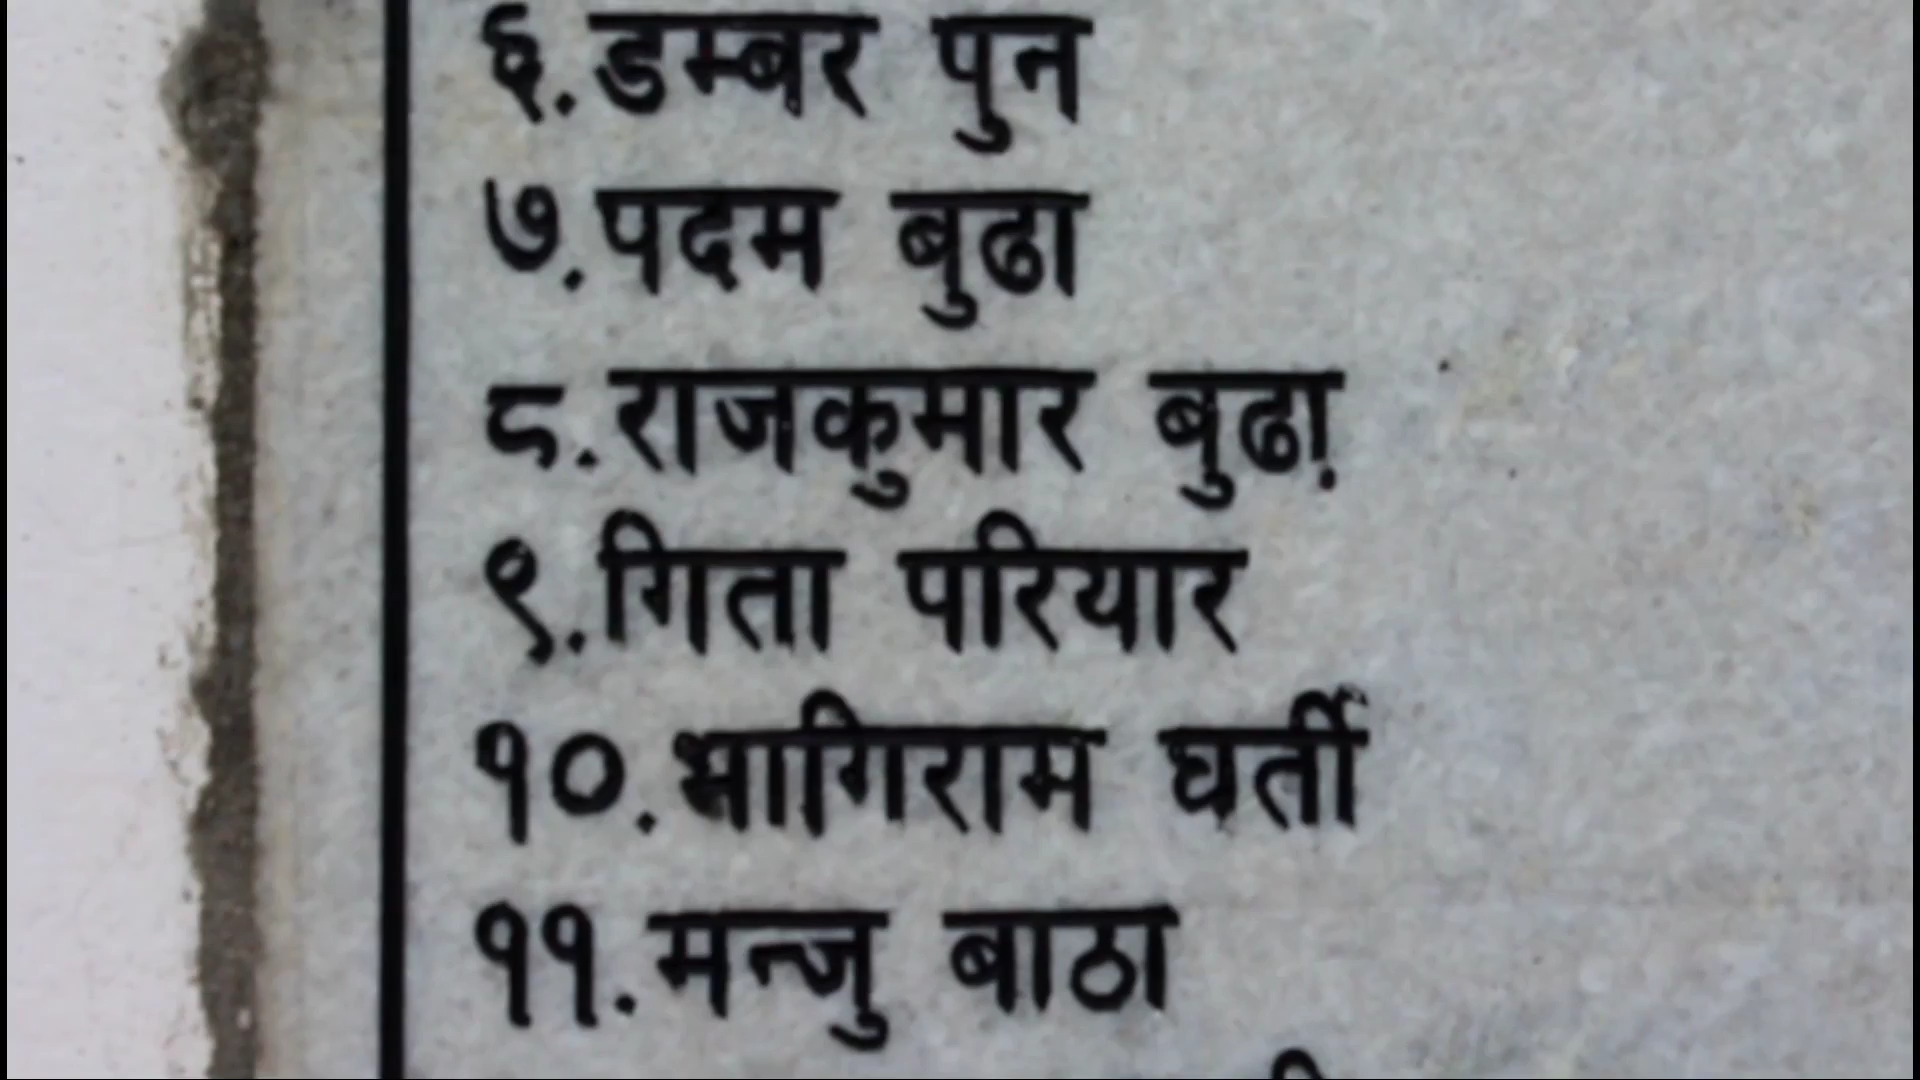 ६.डम्बर पुन
७.पदम बुढा
८.राजकुमार बुढा
९.गिता परियार
१०.भागिराम घर्ती
११.मन्जु बाठा